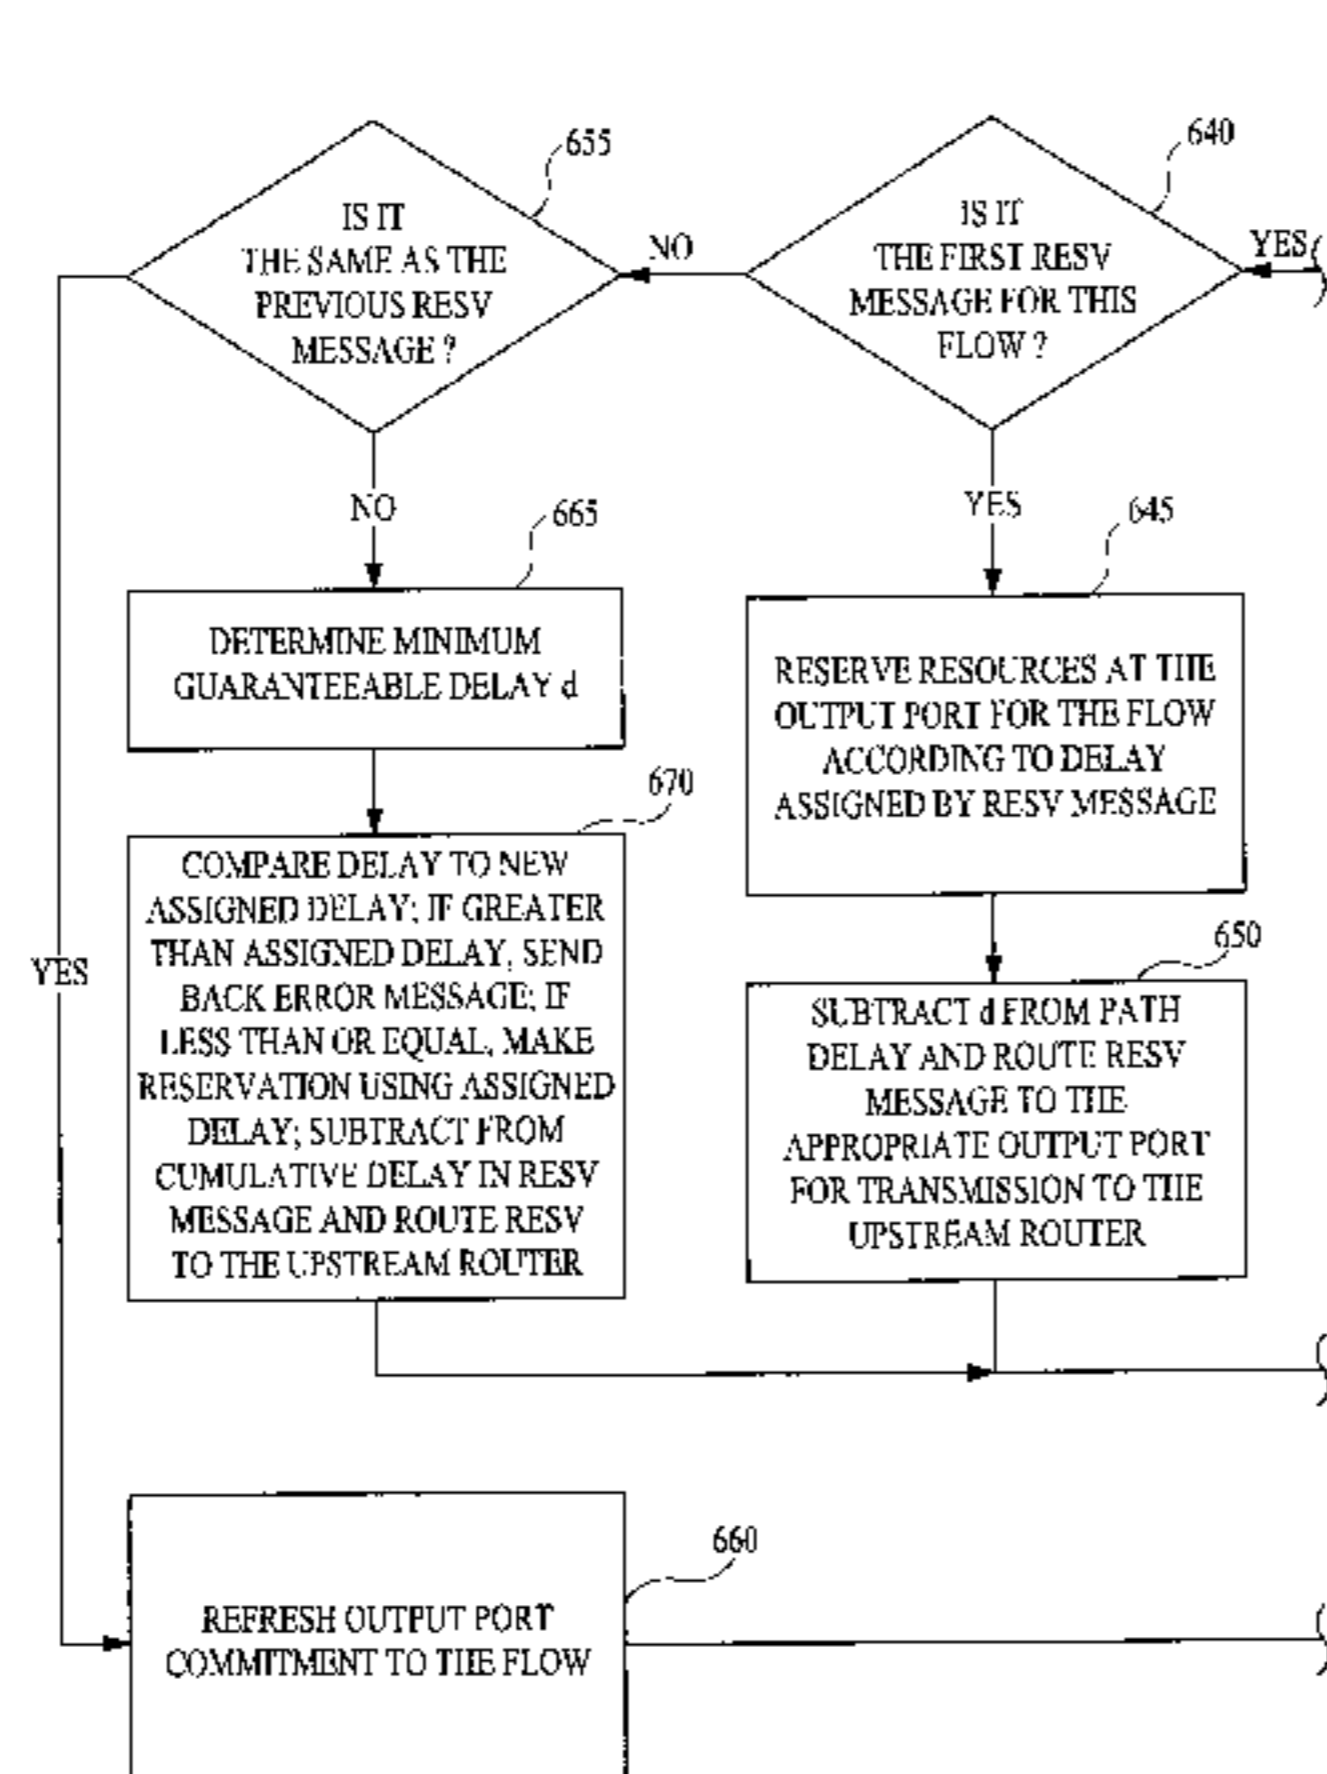 655
IS IT
THE SAME AS THE
PREVIOUS RESV
MESSAGE ?
NO
640
IS IT
THE FIRST RESV
MESSAGE FOR THIS
FLOW ?
YES
NO
665
DETERMINE MINIMUM
GUARANTEEABLE DELAY d
YES
645
RESERVE RESOURCES AT THE
OUTPUT PORT FOR THE FLOW
ACCORDING TO DELAY
ASSIGNED BY RESV MESSAGE
670
COMPARE DELAY TO NEW
ASSIGNED DELAY; IF GREATER
THAN ASSIGNED DELAY, SEND
BACK ERROR MESSAGE; IF
LESS THAN OR EQUAL, MAKE
RESERVATION USING ASSIGNED
DELAY; SUBTRACT FROM
CUMULATIVE DELAY IN RESV
MESSAGE AND ROUTE RESV
TO THE UPSTREAM ROUTER
YES
650
SUBTRACT d FROM PATH
DELAY AND ROUTE RESV
MESSAGE TO THE
APPROPRIATE OUTPUT PORT
FOR TRANSMISSION TO THE
UPSTREAM ROUTER
660
REFRESH OUTPUT PORT
COMMITMENT TO THE FLOW